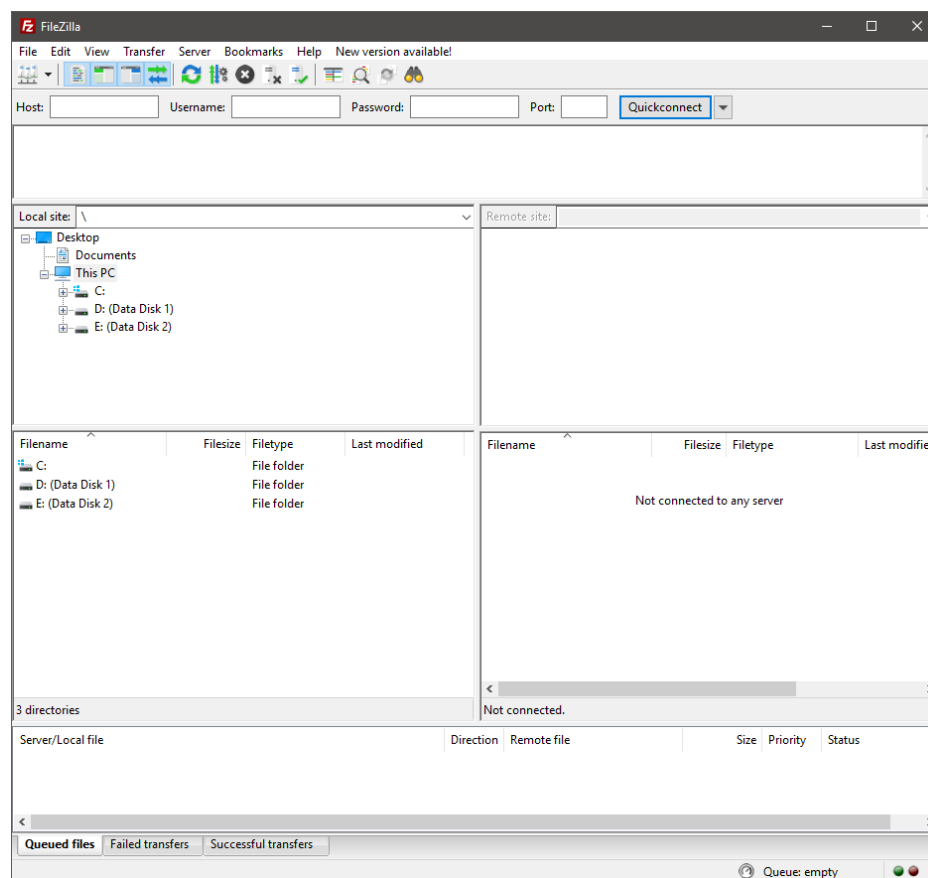 Fz FileZilla
File Edit View Transfer Server Bookmarks Help New version available!
Host: Username: Password: Port: Quickconnect
Local site: \
Remote site:
Desktop
Documents
This PC
C:
D: (Data Disk 1)
E: (Data Disk 2)
Filename Filesize Filetype Last modified
C: File folder
D: (Data Disk 1) File folder
E: (Data Disk 2) File folder
3 directories
Filename Filesize Filetype Last modifie
Not connected to any server
Not connected.
Server/Local file Direction Remote file Size Priority Status
Queued files Failed transfers Successful transfers
Queue: empty